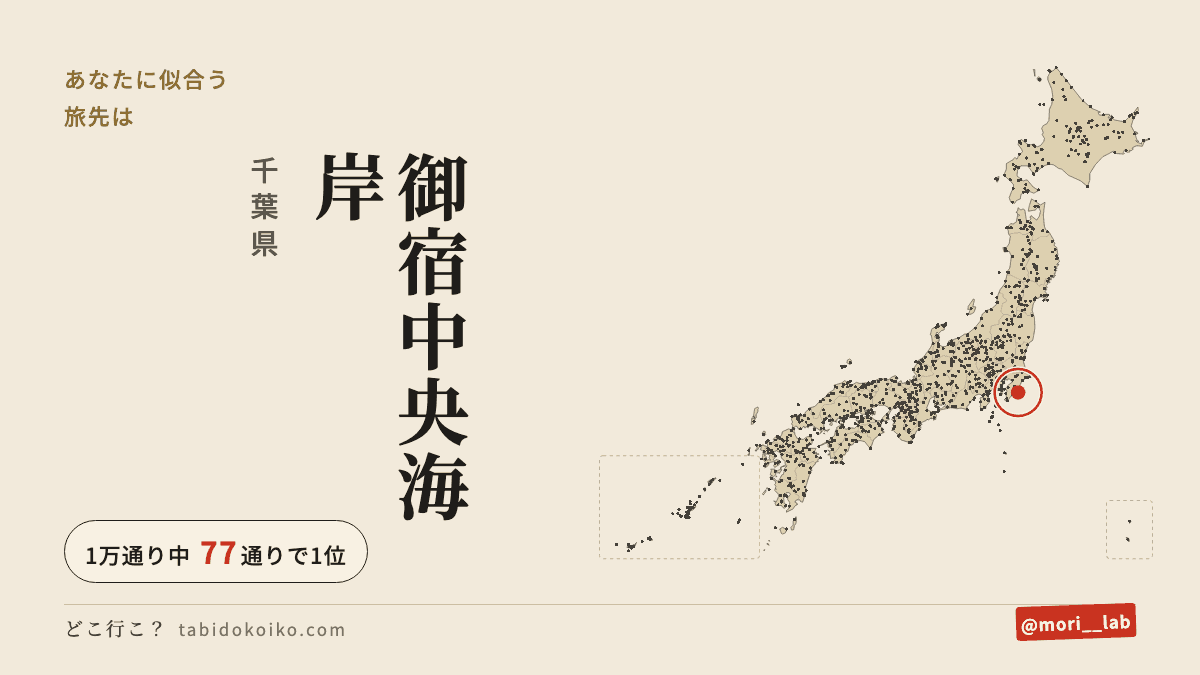 あなたに似合う
旅先は
御宿中央海
岸
千葉県
1万通り中 77通りで1位
どこ行こ？ tabidokoiko.com
@mori__lab